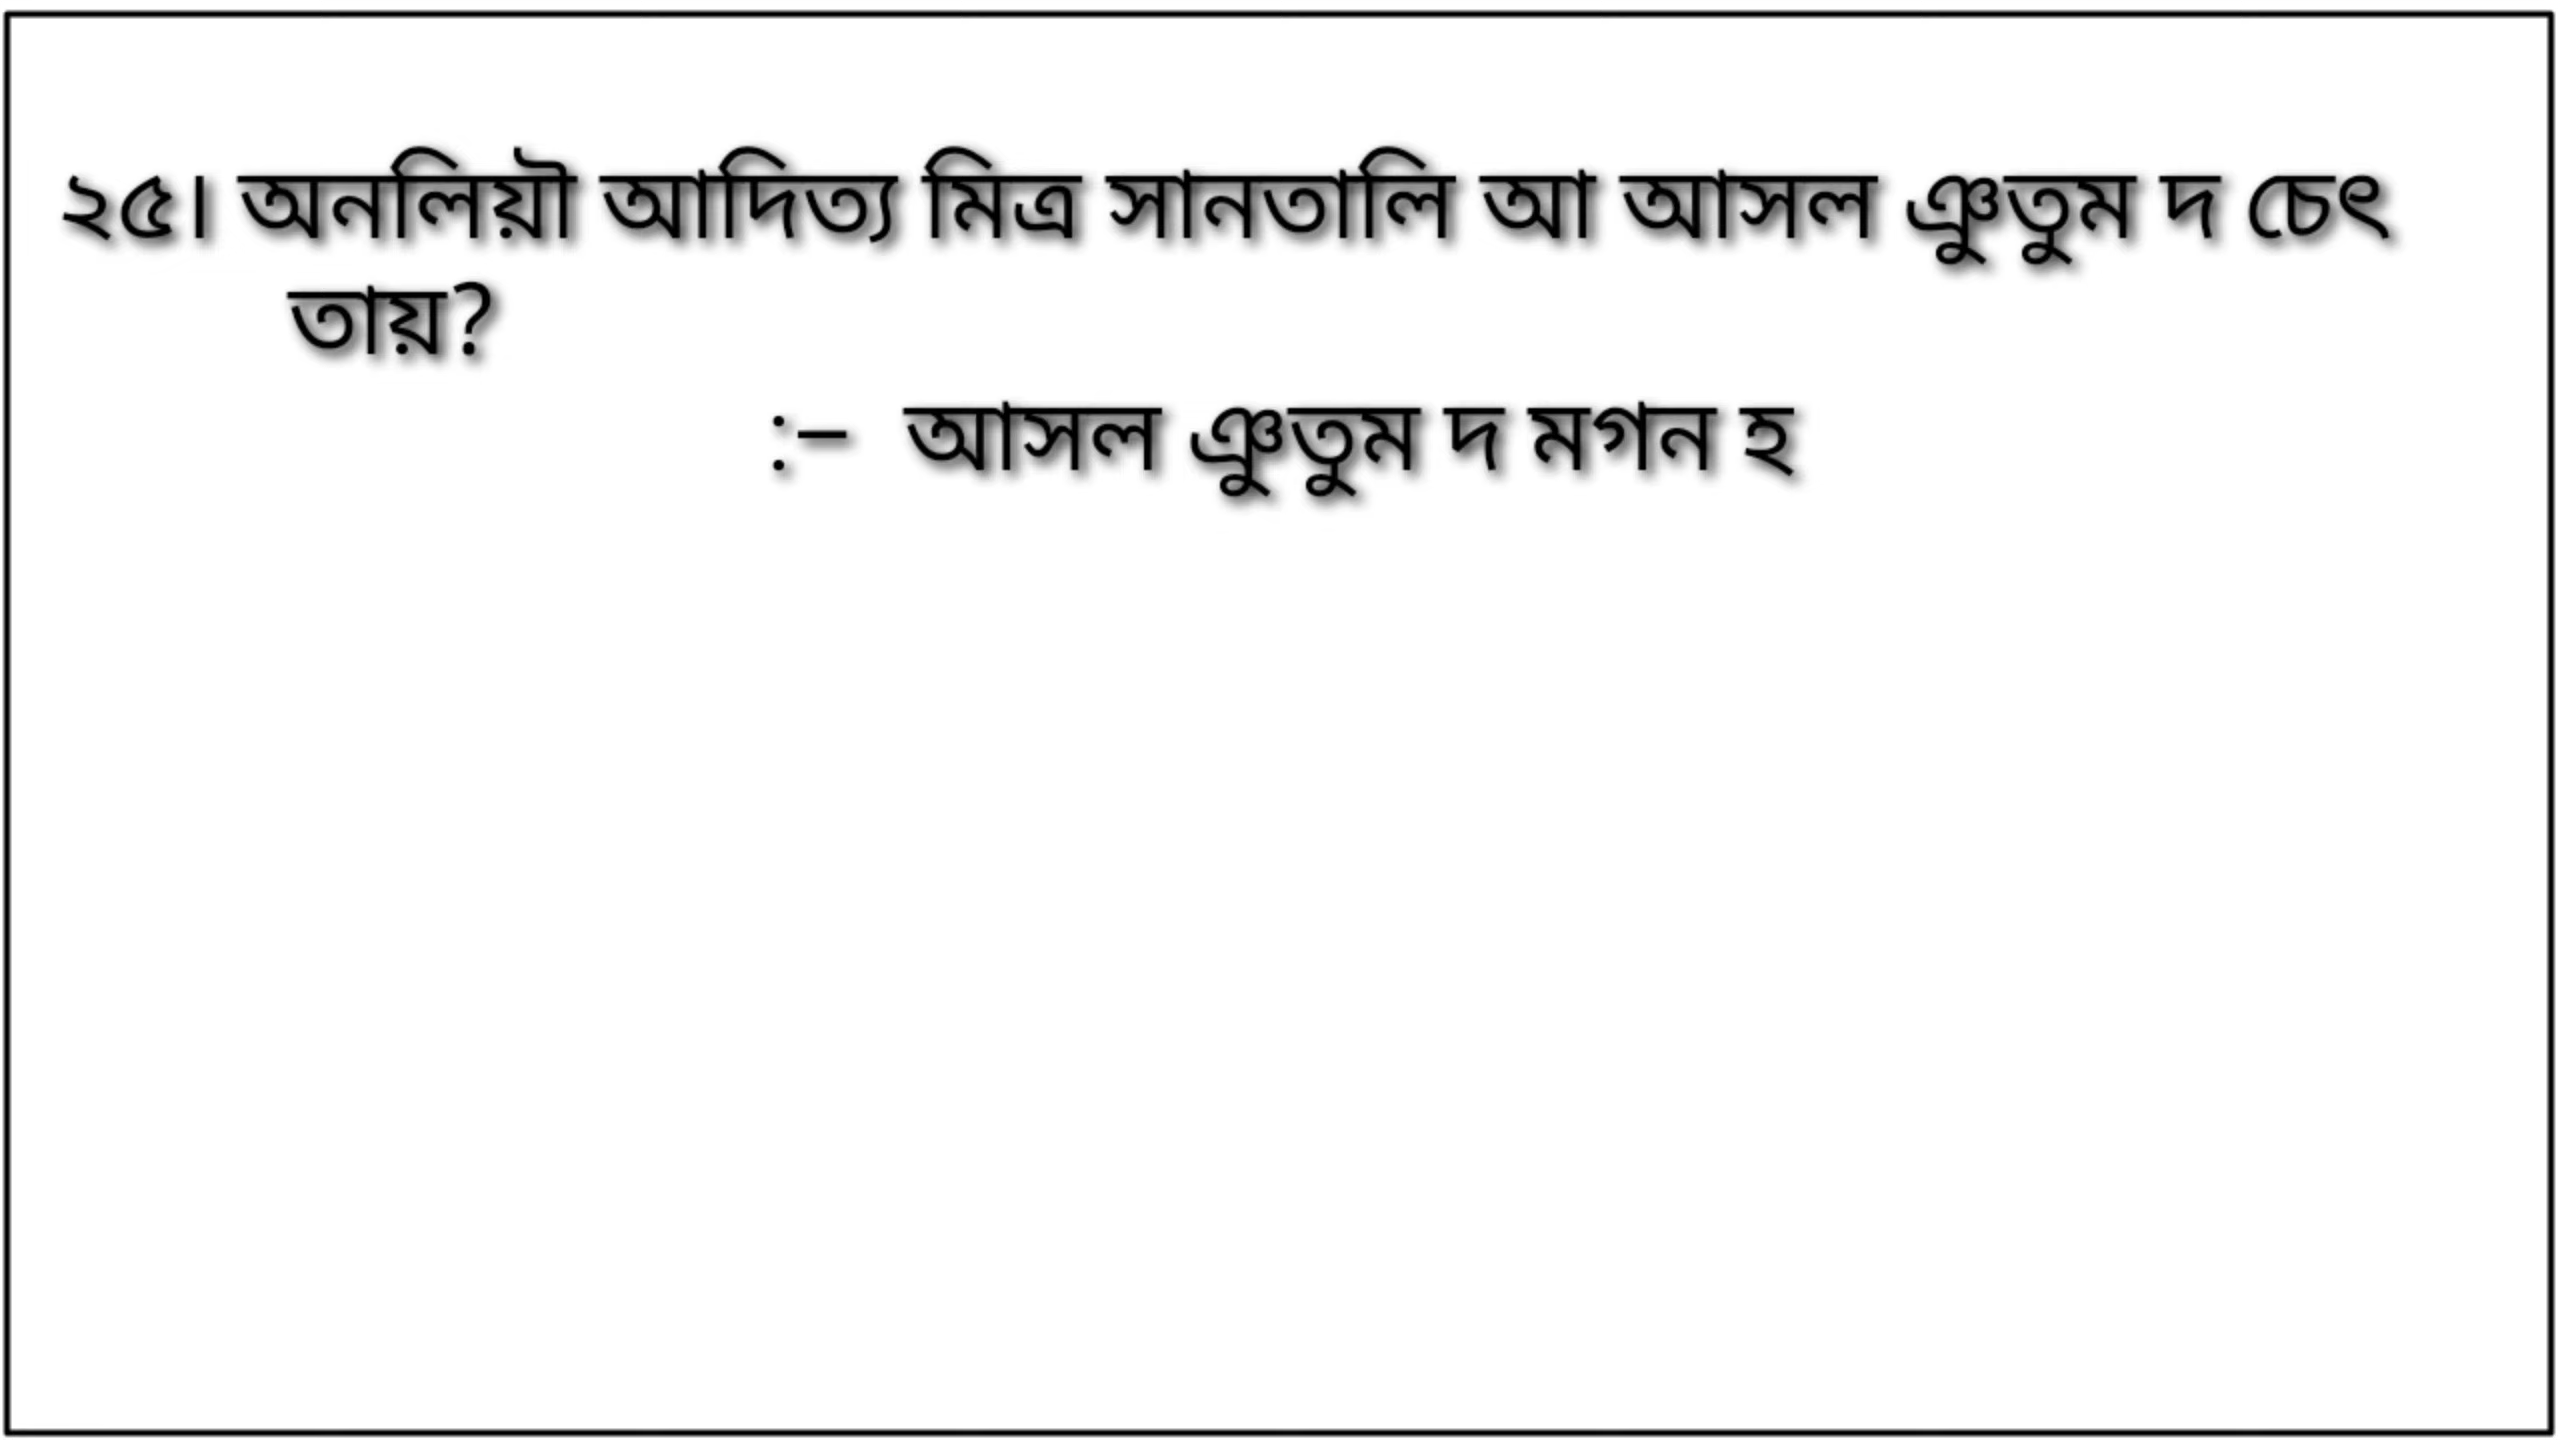 ২৫। অনলিয়ৗ আদিত্য মিত্র সানতালি আ আসল ঞুতুম দ চেৎ
তায়?
:– আসল ঞুতুম দ মগন হ